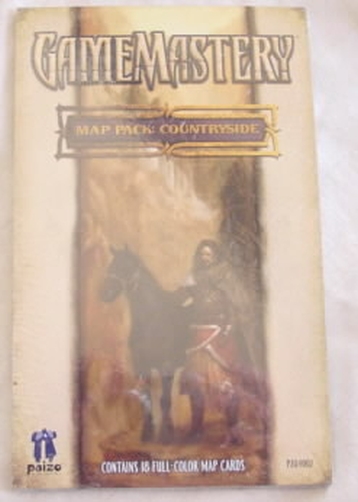 GAMEMASTERY
MAP PACK: COUNTRYSIDE
CONTAINS 18 FULL-COLOR MAP CARDS
paizo